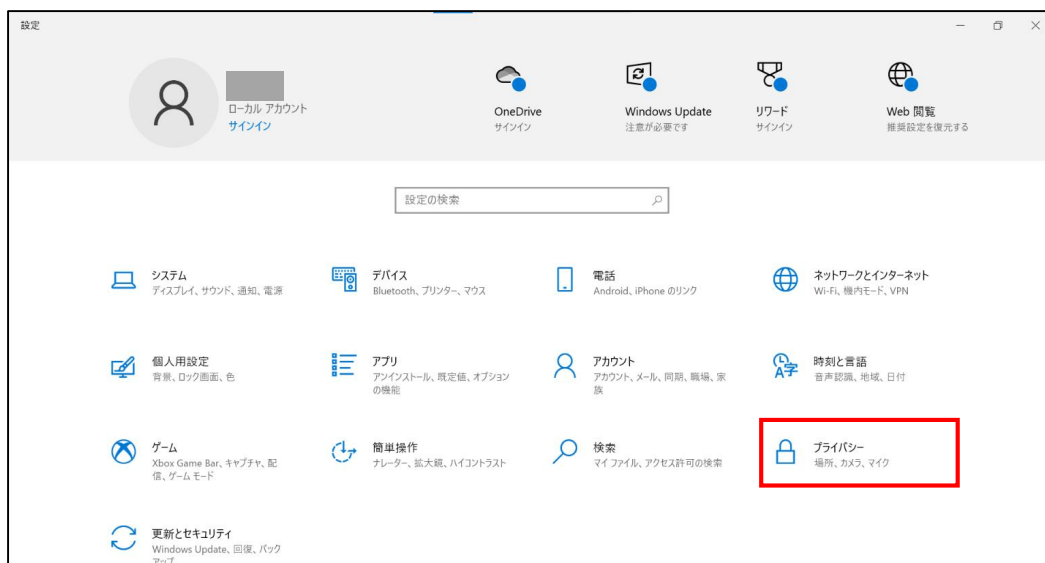 設定
ローカル アカウント
サインイン
OneDrive
サインイン
Windows Update
注意が必要です
リワード
サインイン
Web 閲覧
推奨設定を復元する
設定の検索
システム
ディスプレイ、サウンド、通知、電源
デバイス
Bluetooth、プリンター、マウス
電話
Android、iPhone のリンク
ネットワークとインターネット
Wi-Fi、機内モード、VPN
個人用設定
背景、ロック画面、色
アプリ
アンインストール、既定値、オプション
の機能
アカウント
アカウント、メール、同期、職場、家
族
時刻と言語
音声認識、地域、日付
ゲーム
Xbox Game Bar、キャプチャ、配
信、ゲーム モード
簡単操作
ナレーター、拡大鏡、ハイコントラスト
検索
マイ ファイル、アクセス許可の検索
プライバシー
場所、カメラ、マイク
更新とセキュリティ
Windows Update、回復、バック
アップ